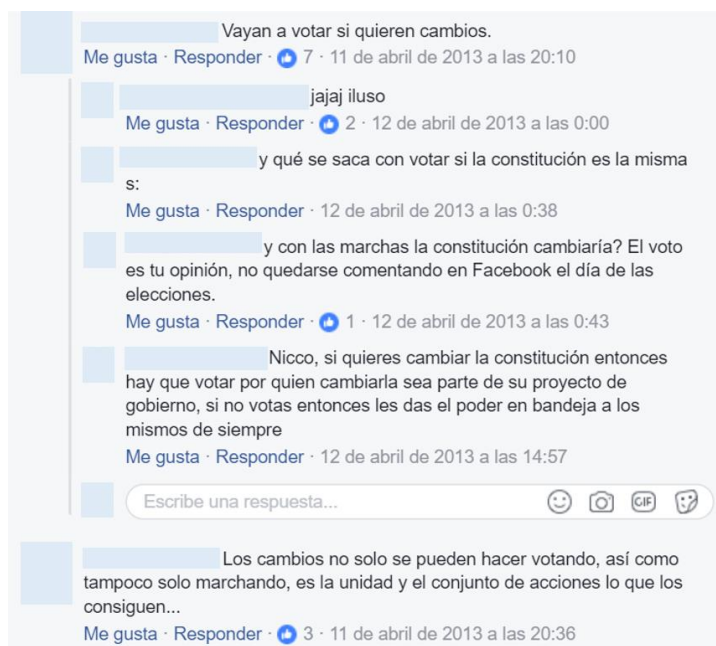 Vayan a votar si quieren cambios.
Me gusta · Responder · 7 · 11 de abril de 2013 a las 20:10
jajaj iluso
Me gusta · Responder · 2 · 12 de abril de 2013 a las 0:00
y qué se saca con votar si la constitución es la misma
s:
Me gusta · Responder · 12 de abril de 2013 a las 0:38
y con las marchas la constitución cambiaría? El voto
es tu opinión, no quedarse comentando en Facebook el día de las
elecciones.
Me gusta · Responder · 1 · 12 de abril de 2013 a las 0:43
Nicco, si quieres cambiar la constitución entonces
hay que votar por quien cambiarla sea parte de su proyecto de
gobierno, si no votas entonces les das el poder en bandeja a los
mismos de siempre
Me gusta · Responder · 12 de abril de 2013 a las 14:57
Escribe una respuesta... GIF
Los cambios no solo se pueden hacer votando, así como
tampoco solo marchando, es la unidad y el conjunto de acciones lo que los
consiguen...
Me gusta · Responder · 3 · 11 de abril de 2013 a las 20:36